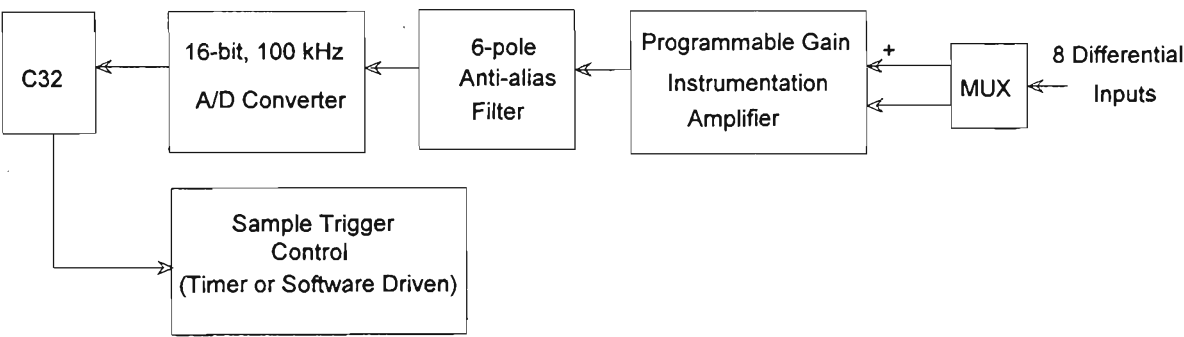 C32
16-bit, 100 kHz
A/D Converter
6-pole
Anti-alias
Filter
Programmable Gain
Instrumentation
Amplifier
+
MUX
8 Differential
Inputs
Sample Trigger
Control
(Timer or Software Driven)